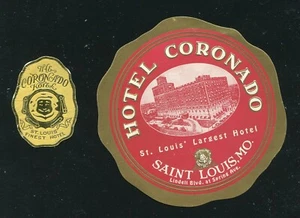 The
CORONADO
HOTEL
ST. LOUIS'
FINEST HOTEL
HOTEL CORONADO
St. Louis' Largest Hotel
SAINT LOUIS, MO.
Lindell Blvd. at Spring Ave.